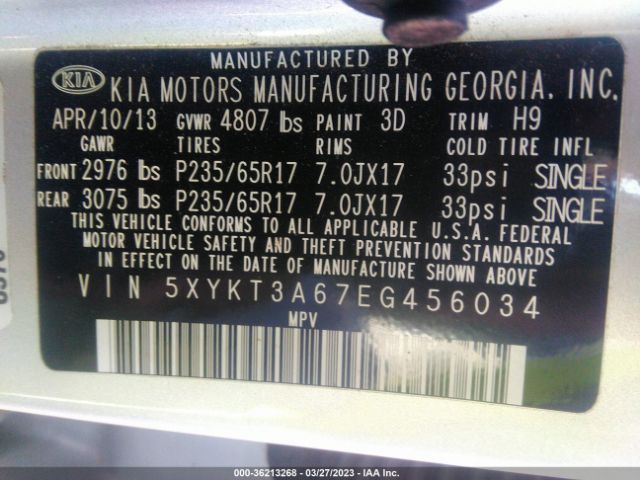 MANUFACTURED BY
KIA KIA MOTORS MANUFACTURING GEORGIA, INC.
APR/10/13 GVWR 4807 lbs PAINT 3D TRIM H9
GAWR TIRES RIMS COLD TIRE INFL
FRONT 2976 lbs P235/65R17 7.0JX17 33psi SINGLE
REAR 3075 lbs P235/65R17 7.0JX17 33psi SINGLE
THIS VEHICLE CONFORMS TO ALL APPLICABLE U.S. FEDERAL
MOTOR VEHICLE SAFETY AND THEFT PREVENTION STANDARDS
IN EFFECT ON THE DATE OF MANUFACTURE SHOWN ABOVE.
VIN 5XYKT3A67EG456034
MPV
000-36213268 - 03/27/2023 - IAA Inc.